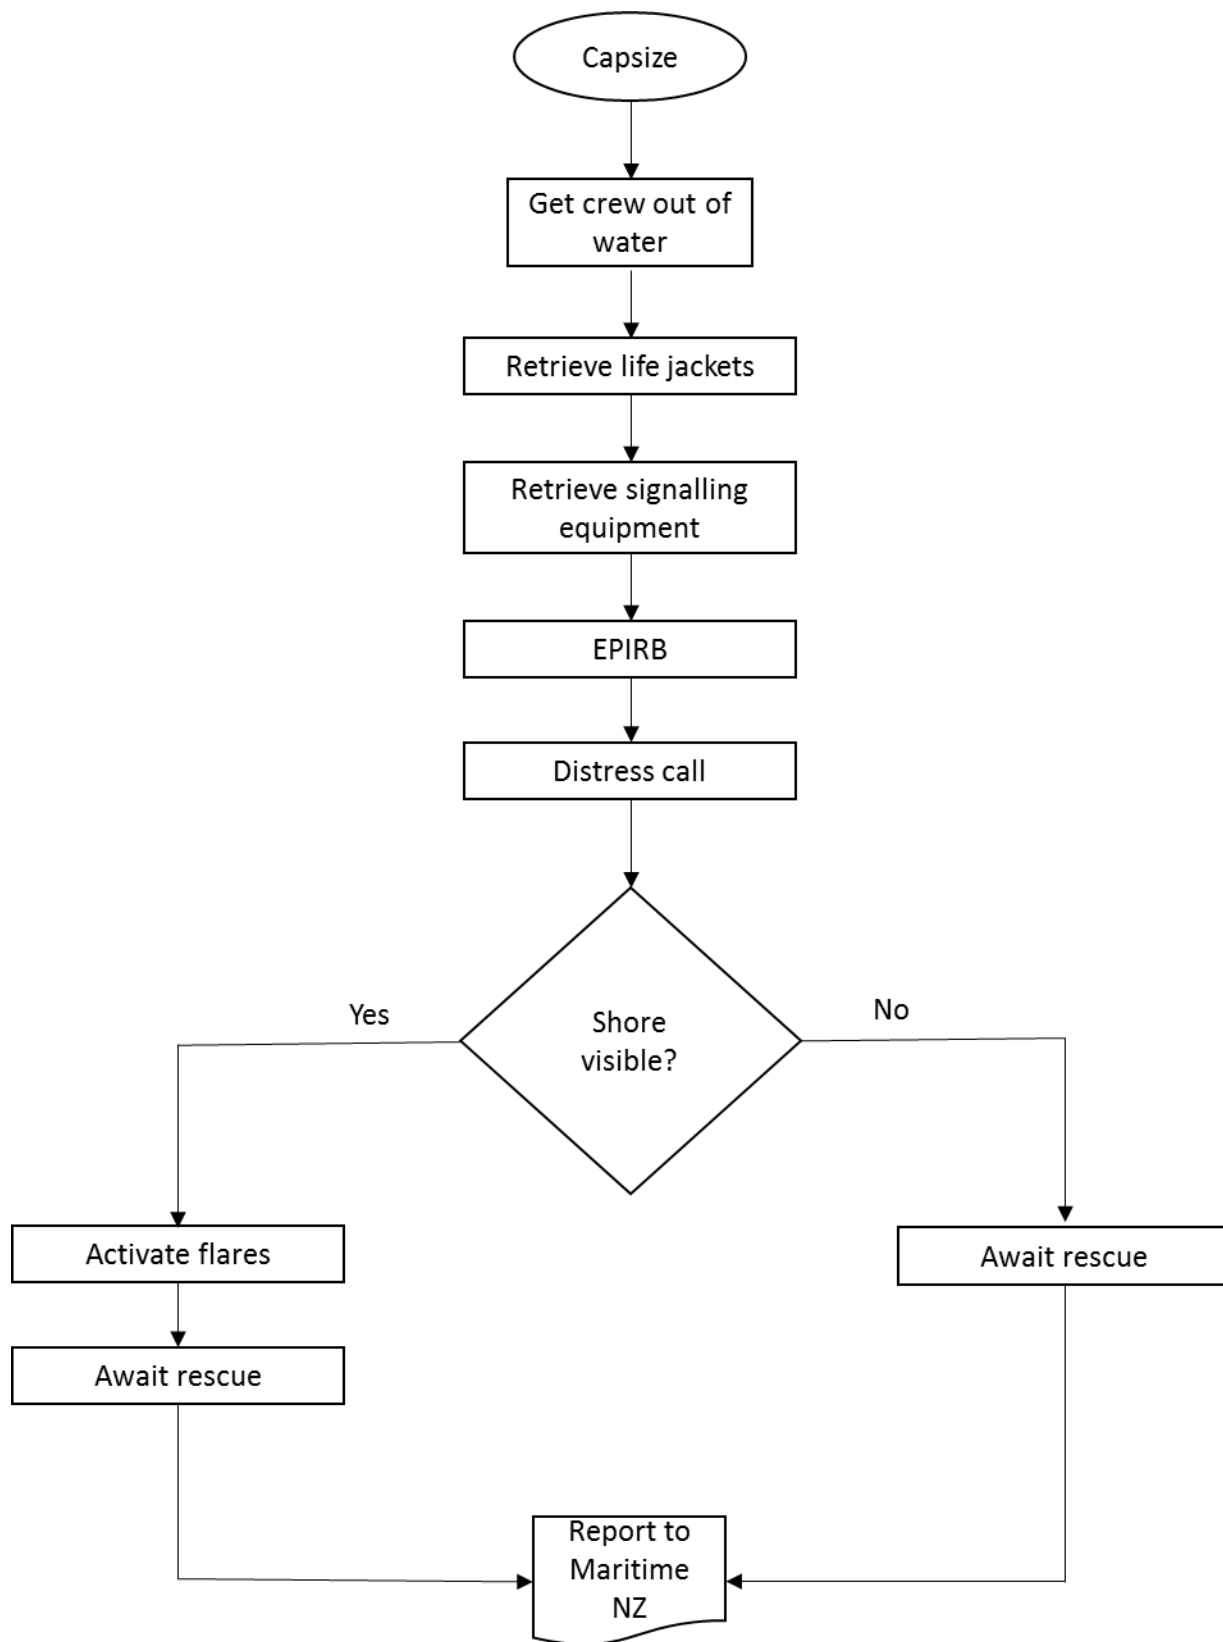 Capsize
Get crew out of
water
Retrieve life jackets
Retrieve signalling
equipment
EPIRB
Distress call
Shore
visible?
Yes
No
Activate flares
Await rescue
Await rescue
Report to
Maritime
NZ